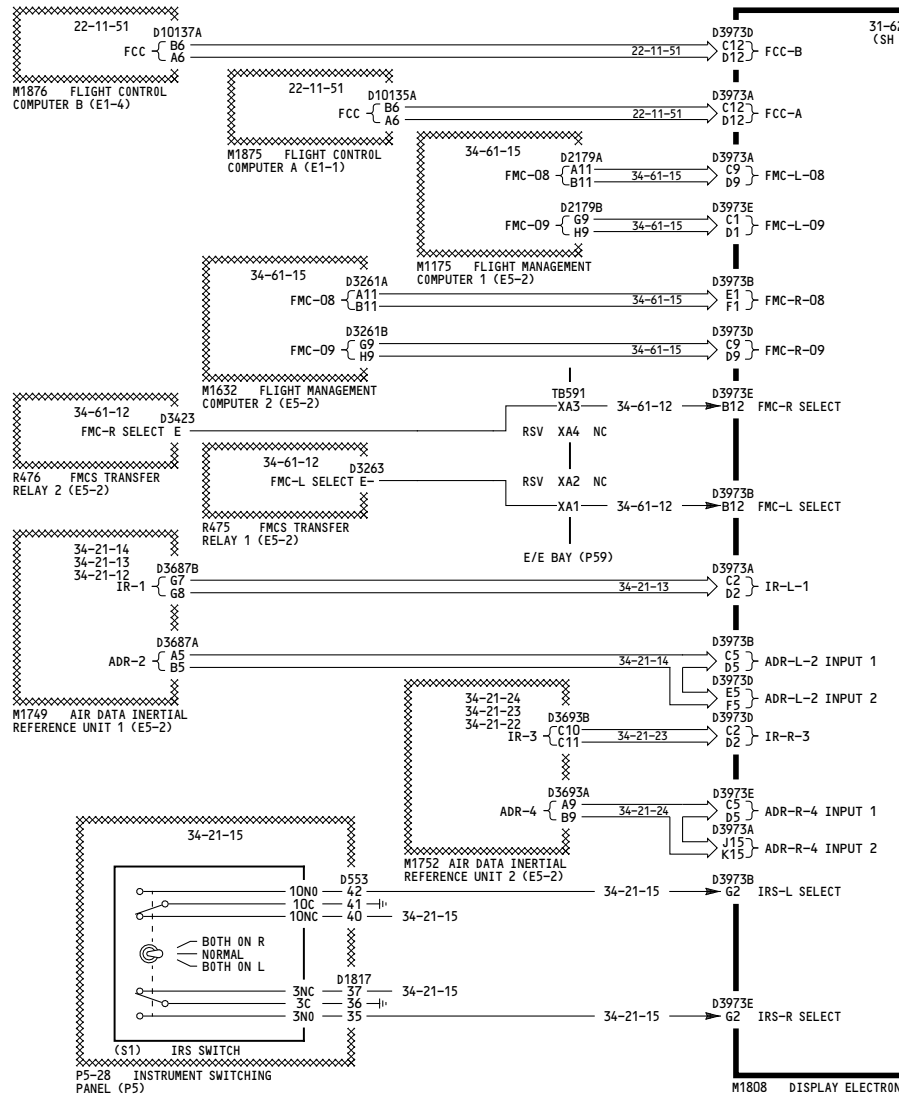 22-11-51
D10137A
B6
A6
FCC
22-11-51
D3973D
C12
D12
FCC-B
31-62
(SH
M1876 FLIGHT CONTROL
COMPUTER B (E1-4)
22-11-51
D10135A
B6
A6
FCC
22-11-51
D3973A
C12
D12
FCC-A
M1875 FLIGHT CONTROL
COMPUTER A (E1-1)
34-61-15
D2179A
A11
B11
FMC-08
34-61-15
D3973A
C9
D9
FMC-L-08
D2179B
G9
H9
FMC-09
34-61-15
D3973E
C1
D1
FMC-L-09
M1175 FLIGHT MANAGEMENT
COMPUTER 1 (E5-2)
34-61-15
D3261A
A11
B11
FMC-08
34-61-15
D3973B
E1
F1
FMC-R-08
D3261B
G9
H9
FMC-09
34-61-15
D3973D
C9
D9
FMC-R-09
M1632 FLIGHT MANAGEMENT
COMPUTER 2 (E5-2)
34-61-12
D3423
FMC-R SELECT E
TB591
XA3
34-61-12
D3973E
B12 FMC-R SELECT
RSV XA4 NC
R476 FMCS TRANSFER
RELAY 2 (E5-2)
34-61-12
D3263
FMC-L SELECT E
RSV XA2 NC
XA1
34-61-12
D3973B
B12 FMC-L SELECT
R475 FMCS TRANSFER
RELAY 1 (E5-2)
E/E BAY (P59)
34-21-14
34-21-13
34-21-12
D3687B
G7
G8
IR-1
34-21-13
D3973A
C2
D2
IR-L-1
D3687A
A5
B5
ADR-2
34-21-14
D3973B
C5
D5
ADR-L-2 INPUT 1
D3973D
E5
F5
ADR-L-2 INPUT 2
M1749 AIR DATA INERTIAL
REFERENCE UNIT 1 (E5-2)
34-21-24
34-21-23
34-21-22
D3693B
C10
C11
IR-3
34-21-23
D3973D
C2
D2
IR-R-3
D3693A
A9
B9
ADR-4
34-21-24
D3973E
C5
D5
ADR-R-4 INPUT 1
D3973A
J15
K15
ADR-R-4 INPUT 2
M1752 AIR DATA INERTIAL
REFERENCE UNIT 2 (E5-2)
34-21-15
D553
10NO 42
34-21-15
D3973B
G2 IRS-L SELECT
10C 41
10NC 40
34-21-15
BOTH ON R
NORMAL
BOTH ON L
D1817
3NC 37
34-21-15
3C 36
3NO 35
34-21-15
D3973E
G2 IRS-R SELECT
(S1) IRS SWITCH
P5-28 INSTRUMENT SWITCHING
PANEL (P5)
M1808 DISPLAY ELECTRON